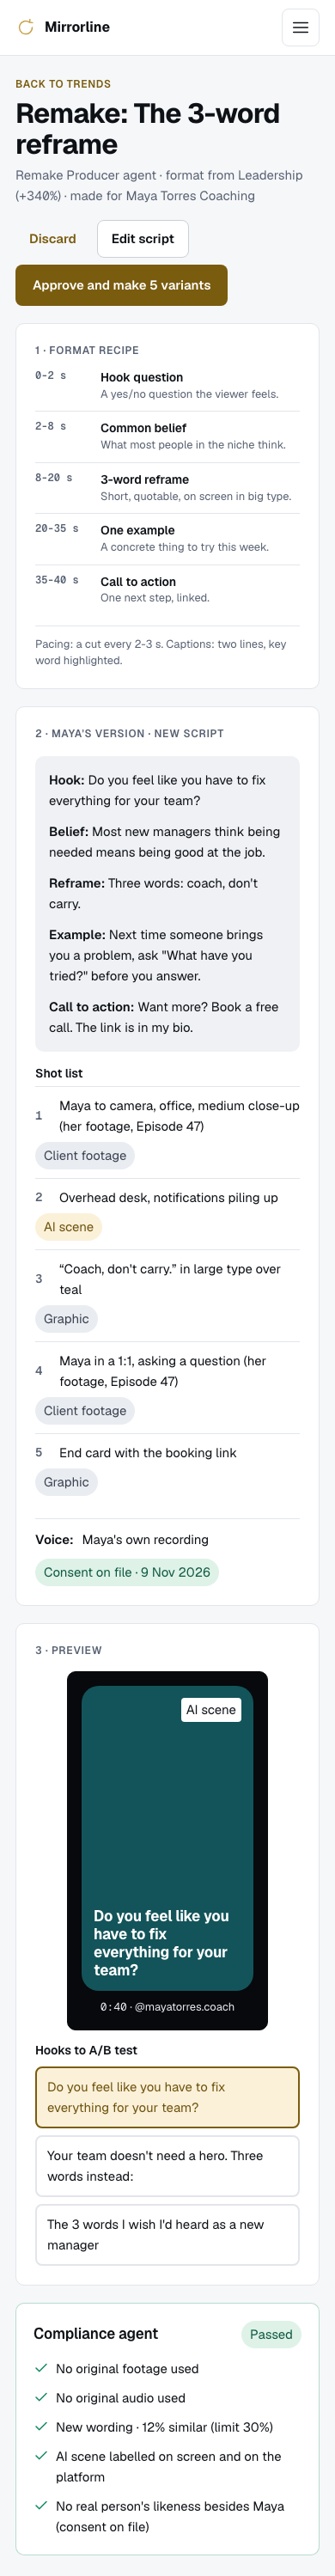 Mirrorline
BACK TO TRENDS
Remake: The 3-word
reframe
Remake Producer agent · format from Leadership
(+340%) · made for Maya Torres Coaching
Discard
Edit script
Approve and make 5 variants
1 · FORMAT RECIPE
0-2 s
Hook question
A yes/no question the viewer feels.
2-8 s
Common belief
What most people in the niche think.
8-20 s
3-word reframe
Short, quotable, on screen in big type.
20-35 s
One example
A concrete thing to try this week.
35-40 s
Call to action
One next step, linked.
Pacing: a cut every 2-3 s. Captions: two lines, key
word highlighted.
2 · MAYA'S VERSION · NEW SCRIPT
Hook: Do you feel like you have to fix
everything for your team?
Belief: Most new managers think being
needed means being good at the job.
Reframe: Three words: coach, don't
carry.
Example: Next time someone brings
you a problem, ask "What have you
tried?" before you answer.
Call to action: Want more? Book a free
call. The link is in my bio.
Shot list
1
Maya to camera, office, medium close-up
(her footage, Episode 47)
Client footage
2
Overhead desk, notifications piling up
AI scene
3
“Coach, don't carry.” in large type over
teal
Graphic
4
Maya in a 1:1, asking a question (her
footage, Episode 47)
Client footage
5
End card with the booking link
Graphic
Voice: Maya's own recording
Consent on file · 9 Nov 2026
3 · PREVIEW
AI scene
Do you feel like you
have to fix
everything for your
team?
0:40 · @mayatorres.coach
Hooks to A/B test
Do you feel like you have to fix
everything for your team?
Your team doesn't need a hero. Three
words instead:
The 3 words I wish I'd heard as a new
manager
Compliance agent
Passed
No original footage used
No original audio used
New wording · 12% similar (limit 30%)
AI scene labelled on screen and on the
platform
No real person's likeness besides Maya
(consent on file)